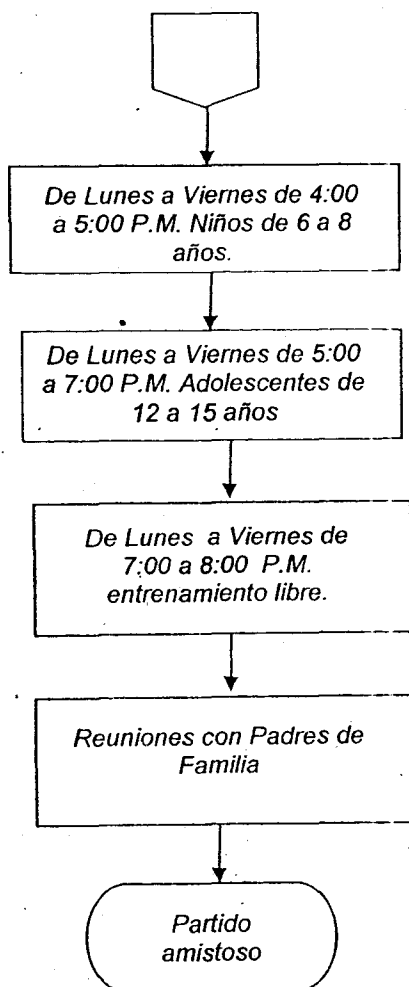 De Lunes a Viernes de 4:00
a 5:00 P.M. Niños de 6 a 8
años.
De Lunes a Viernes de 5:00
a 7:00 P.M. Adolescentes de
12 a 15 años
De Lunes a Viernes de
7:00 a 8:00 P.M.
entrenamiento libre.
Reuniones con Padres de
Familia
Partido
amistoso